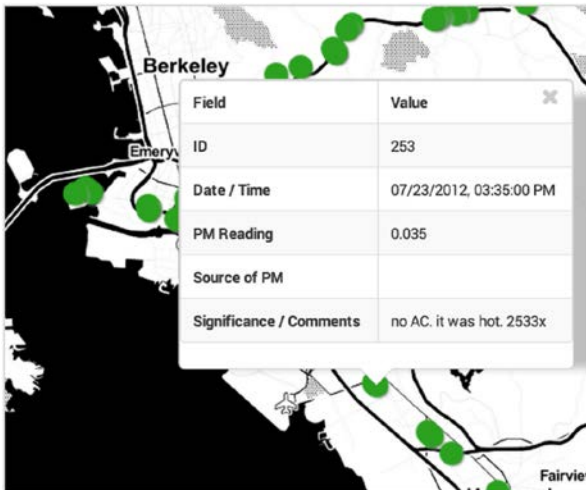 Berkeley
Field Value
Emeryv
ID 253
Date / Time 07/23/2012, 03:35:00 PM
PM Reading 0.035
Source of PM
Significance / Comments no AC. it was hot. 2533x
Fairvie